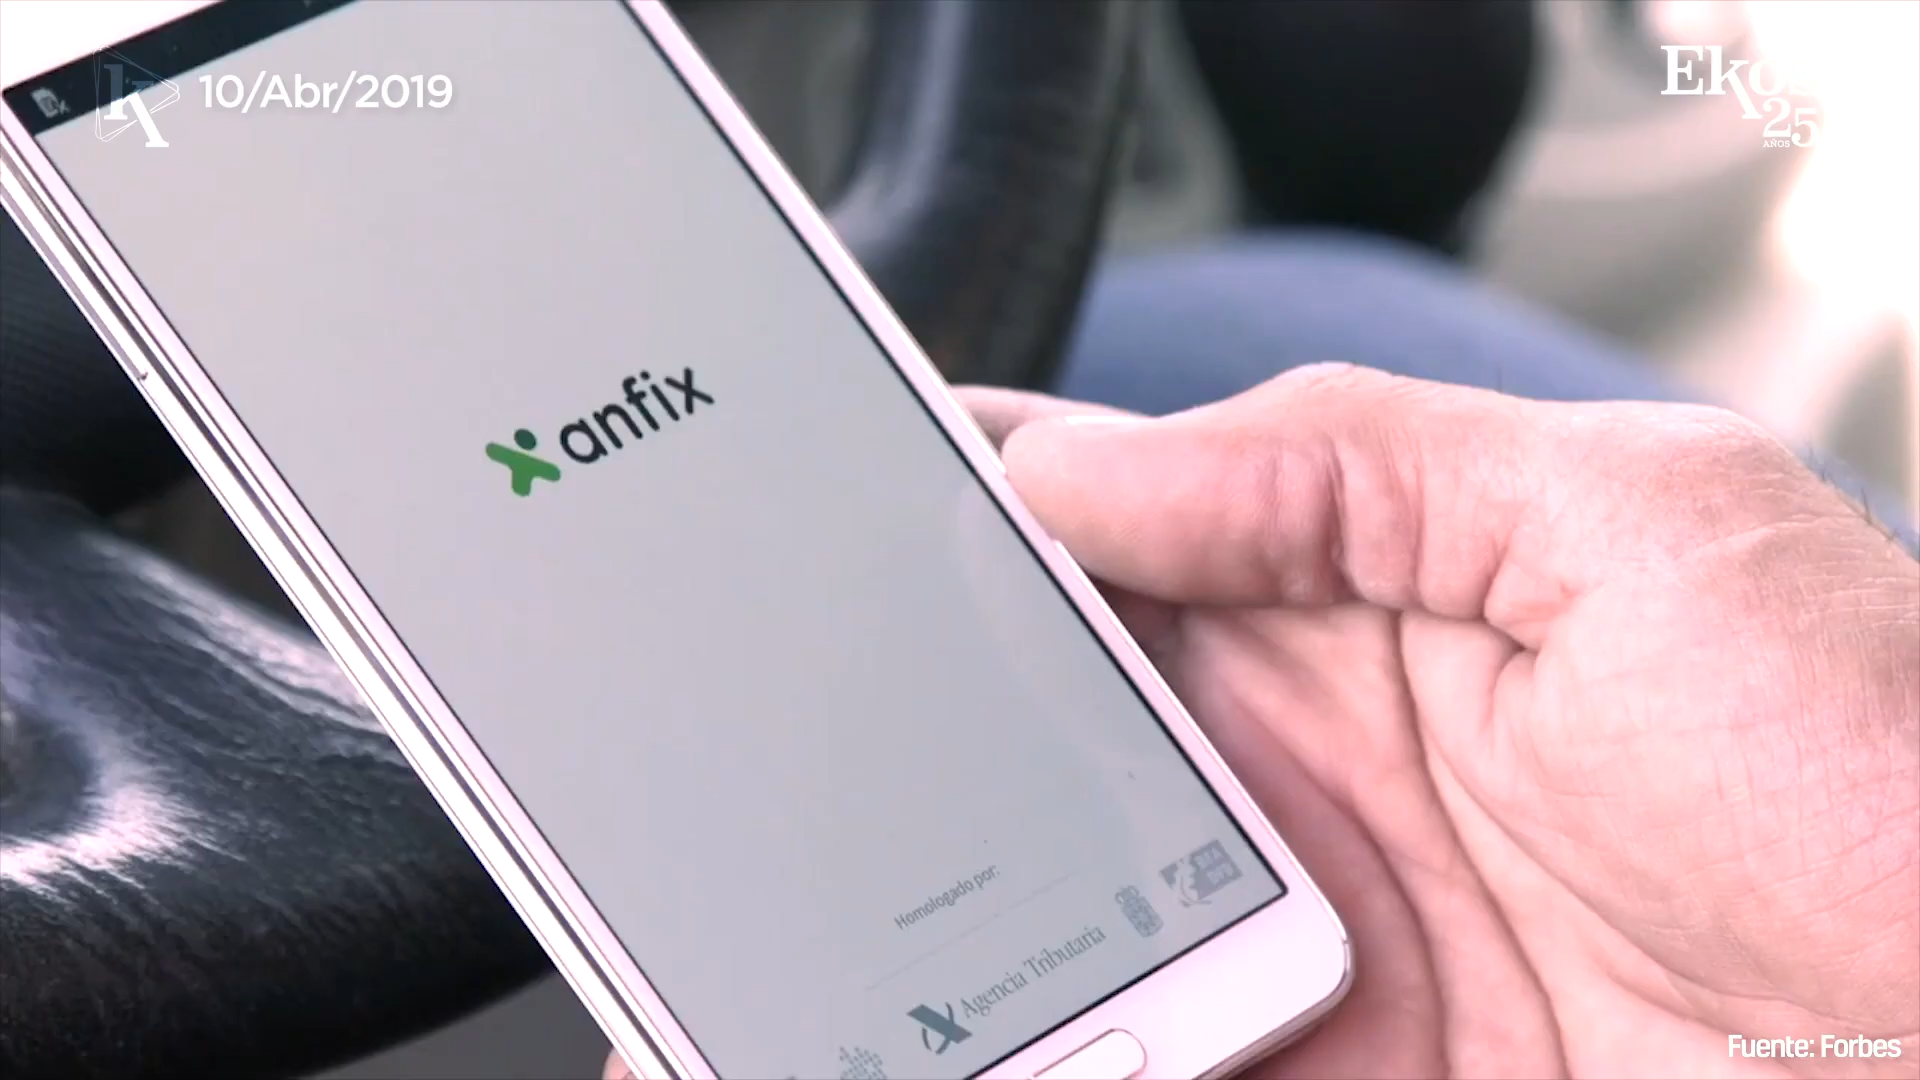 10/Abr/2019
Ekos
25
AÑOS
anfix
Homologado por:
Agencia Tributaria
Fuente: Forbes